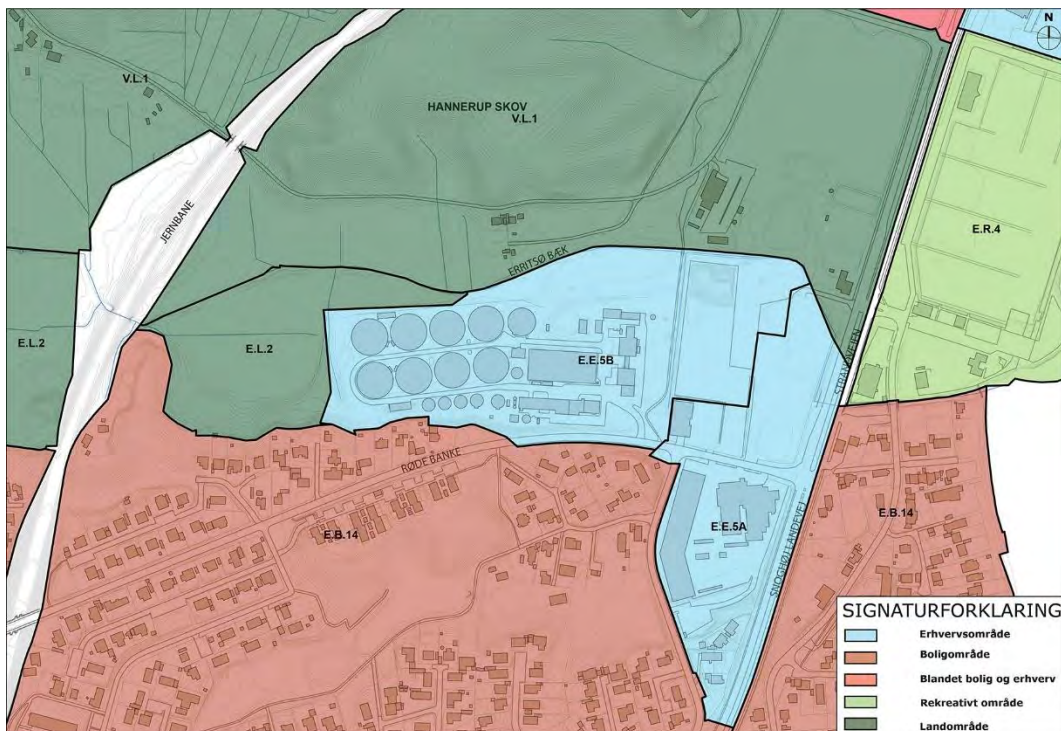 N
V.L.1
HANNERUP SKOV
V.L.1
JERNBANE
E.R.4
ERRITSØ BÆK
E.L.2
E.L.2
E.E.5B
STRANDVEJEN
RØDE BANKE
E.B.14
E.E.5A
SNOGHØJ LANDEVEJ
E.B.14
SIGNATURFORKLARING
Erhvervsområde
Boligområde
Blandet bolig og erhverv
Rekreativt område
Landområde